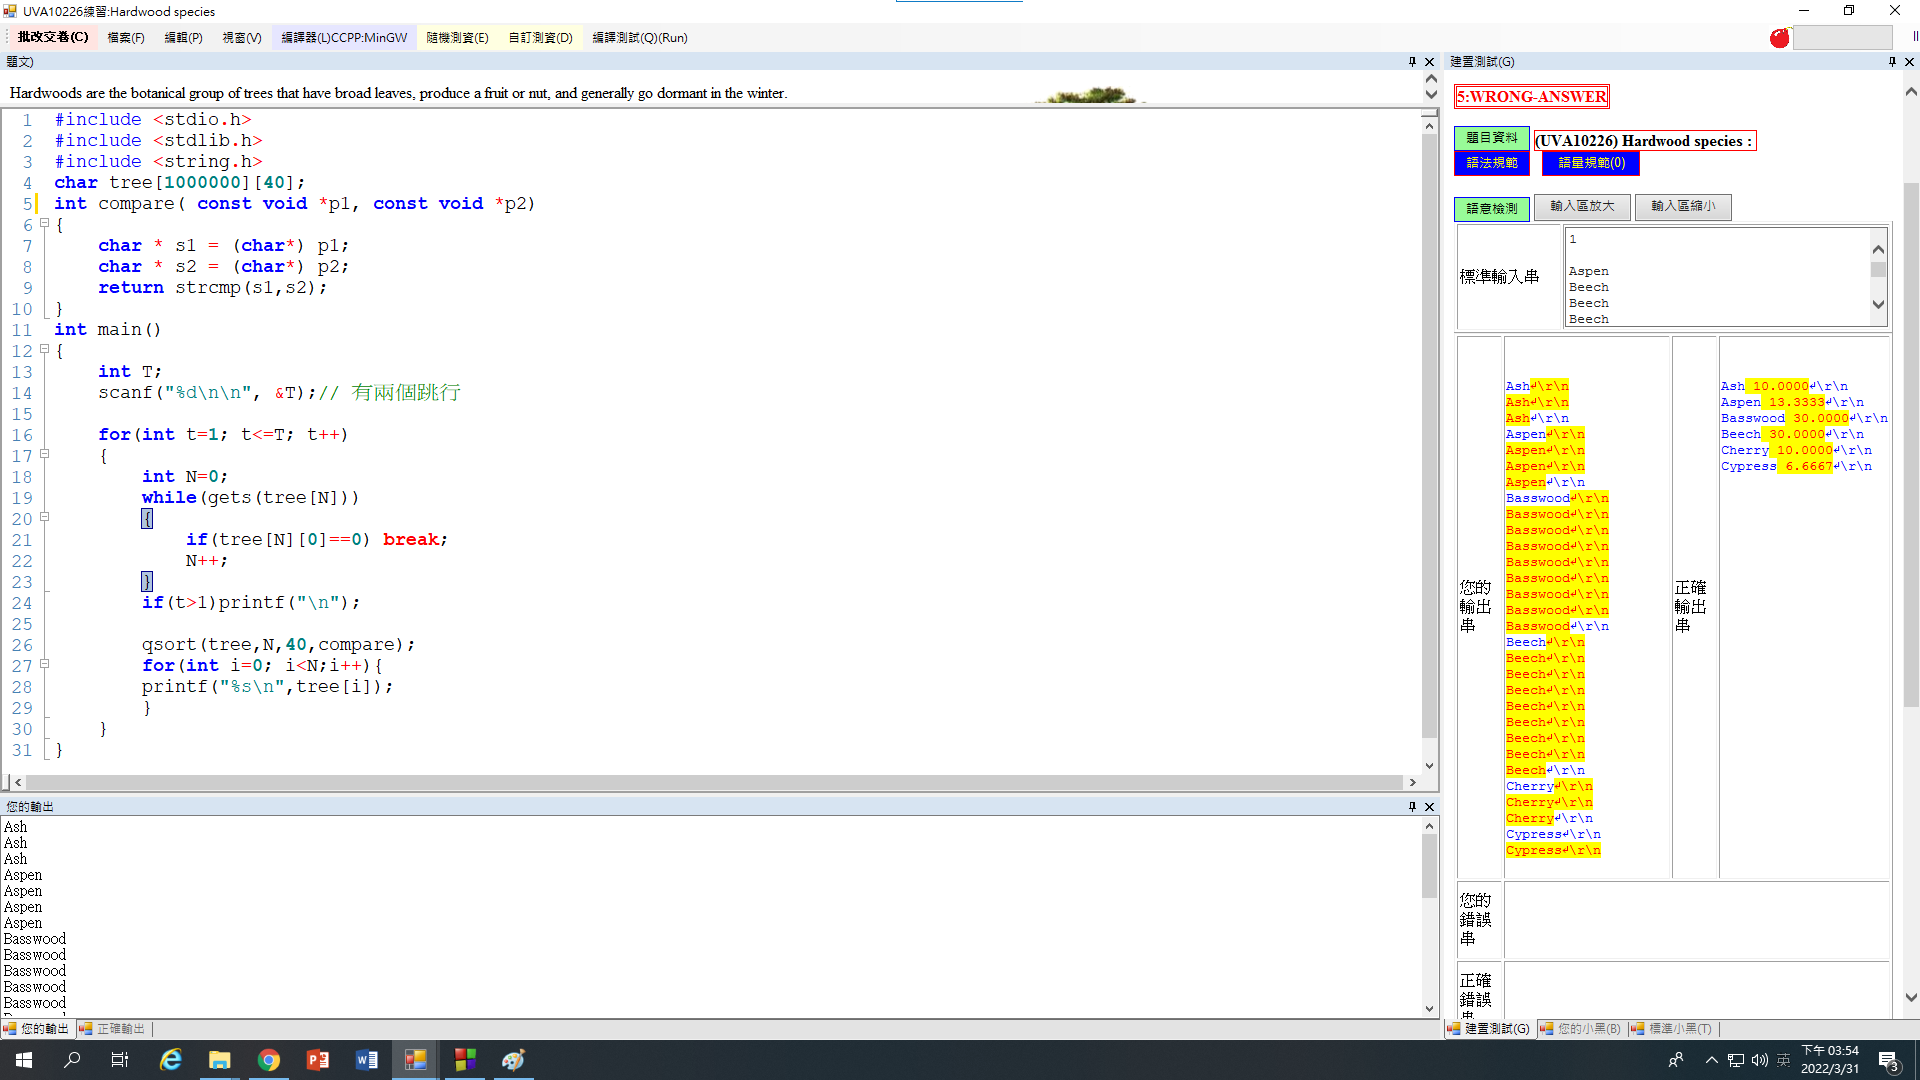 UVA10226練習:Hardwood species
批改交卷(C) 檔案(F) 編輯(P) 視窗(V) 編譯器(L)CCPP:MinGW 隨機測資(E) 自訂測資(D) 編譯測試(Q)(Run)
題文)
Hardwoods are the botanical group of trees that have broad leaves, produce a fruit or nut, and generally go dormant in the winter.
1 #include <stdio.h>
2 #include <stdlib.h>
3 #include <string.h>
4 char tree[1000000][40];
5 int compare( const void *p1, const void *p2)
6 {
7 char * s1 = (char*) p1;
8 char * s2 = (char*) p2;
9 return strcmp(s1,s2);
10 }
11 int main()
12 {
13 int T;
14 scanf("%d\n\n", &T);// 有兩個跳行
15
16 for(int t=1; t<=T; t++)
17 {
18 int N=0;
19 while(gets(tree[N]))
20 {
21 if(tree[N][0]==0) break;
22 N++;
23 }
24 if(t>1)printf("\n");
25
26 qsort(tree,N,40,compare);
27 for(int i=0; i<N;i++){
28 printf("%s\n",tree[i]);
29 }
30 }
31 }
您的輸出
Ash
Ash
Ash
Aspen
Aspen
Aspen
Aspen
Basswood
Basswood
Basswood
Basswood
Basswood
您的輸出 正確輸出
建置測試(G)
5:WRONG-ANSWER
題目資料 (UVA10226) Hardwood species :
語法規範 語量規範(0)
語意檢測 輸入區放大 輸入區縮小
標準輸入串
1
Aspen
Beech
Beech
Beech
您的輸出串
Ash↲\r\n
Ash↲\r\n
Ash↲\r\n
Aspen↲\r\n
Aspen↲\r\n
Aspen↲\r\n
Aspen↲\r\n
Basswood↲\r\n
Basswood↲\r\n
Basswood↲\r\n
Basswood↲\r\n
Basswood↲\r\n
Basswood↲\r\n
Basswood↲\r\n
Basswood↲\r\n
Basswood↲\r\n
Beech↲\r\n
Beech↲\r\n
Beech↲\r\n
Beech↲\r\n
Beech↲\r\n
Beech↲\r\n
Beech↲\r\n
Beech↲\r\n
Beech↲\r\n
Cherry↲\r\n
Cherry↲\r\n
Cherry↲\r\n
Cypress↲\r\n
Cypress↲\r\n
正確輸出串
Ash 10.0000↲\r\n
Aspen 13.3333↲\r\n
Basswood 30.0000↲\r\n
Beech 30.0000↲\r\n
Cherry 10.0000↲\r\n
Cypress 6.6667↲\r\n
您的錯誤串
正確錯誤串
建置測試(G) 您的小黑(B) 標準小黑(T)
英
下午 03:54
2022/3/31
3